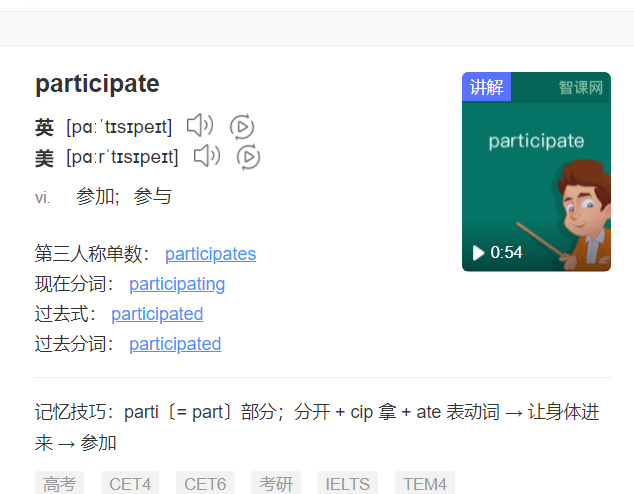 participate
讲解
智课网
participate
0:54
英 [pɑːˈtɪsɪpeɪt]
美 [pɑːrˈtɪsɪpeɪt]
vi. 参加；参与
第三人称单数： participates
现在分词： participating
过去式： participated
过去分词： participated
记忆技巧：parti〔= part〕部分；分开 + cip 拿 + ate 表动词 → 让身体进
来 → 参加
高考 CET4 CET6 考研 IELTS TEM4